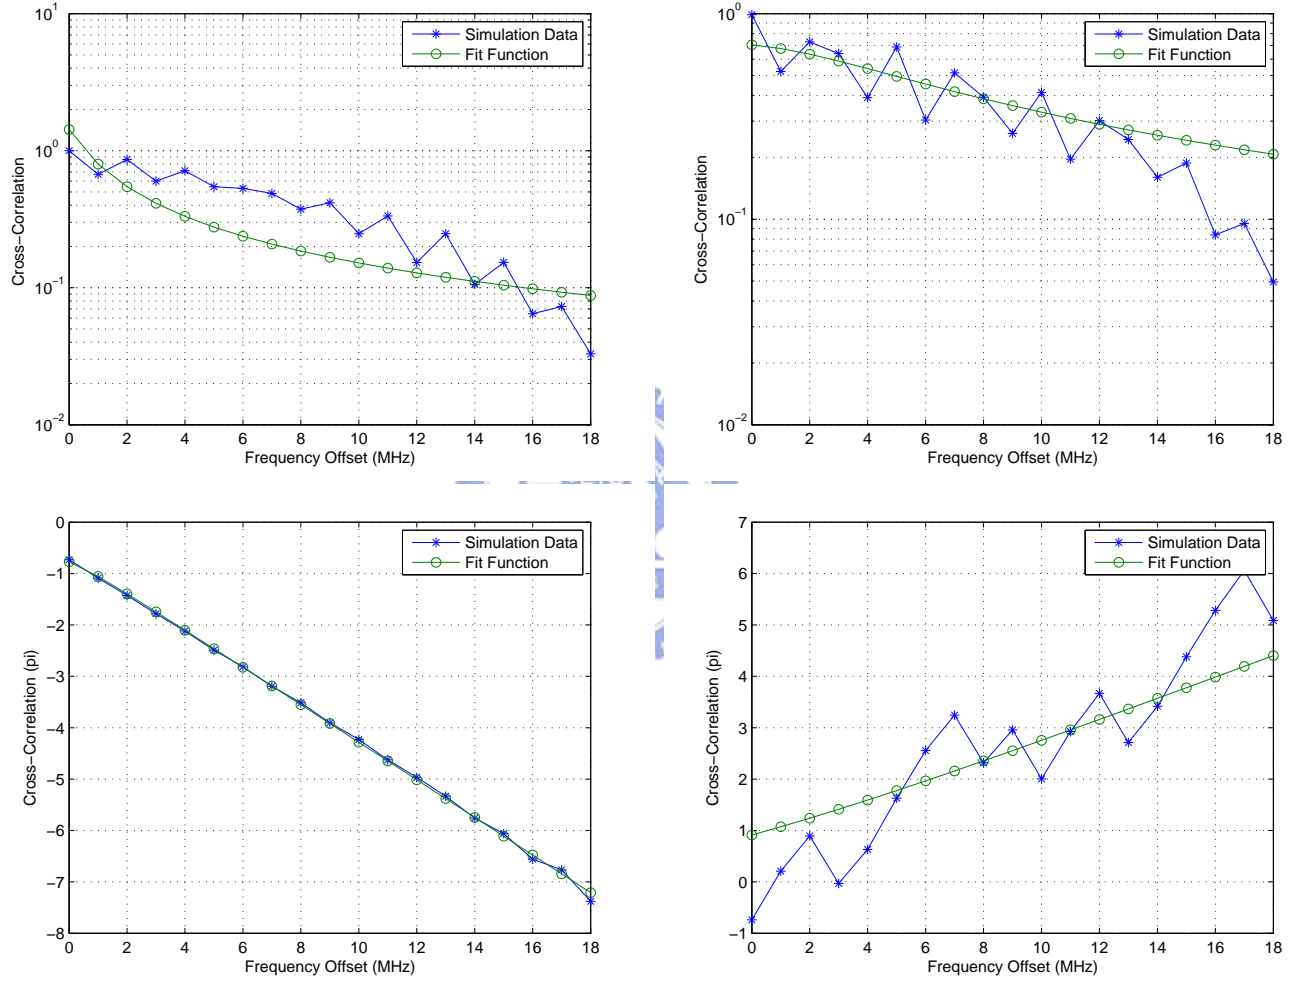 10^1
10^0
10^−1
10^−2
Cross−Correlation
0 2 4 6 8 10 12 14 16 18
Frequency Offset (MHz)
Simulation Data
Fit Function
10^0
10^−1
10^−2
Cross−Correlation
0 2 4 6 8 10 12 14 16 18
Frequency Offset (MHz)
Simulation Data
Fit Function
0
−1
−2
−3
−4
−5
−6
−7
−8
Cross−Correlation (pi)
0 2 4 6 8 10 12 14 16 18
Frequency Offset (MHz)
Simulation Data
Fit Function
7
6
5
4
3
2
1
0
−1
Cross−Correlation (pi)
0 2 4 6 8 10 12 14 16 18
Frequency Offset (MHz)
Simulation Data
Fit Function